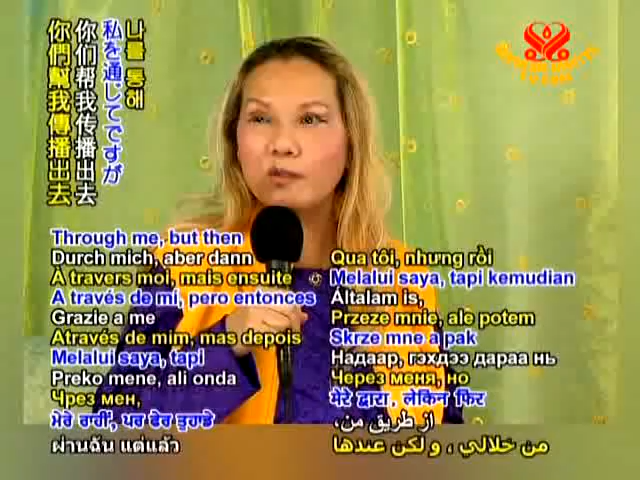 나를 통해
私を通じてですが
你们帮我传播出去
你們幫我傳播出去
Through me, but then
Durch mich, aber dann
À travers moi, mais ensuite
A través de mí, pero entonces
Grazie a me
Através de mim, mas depois
Melalui saya, tapi
Preko mene, ali onda
Чрез мен,
ਮੇਰੇ ਰਾਹੀਂ, ਪਰ ਫੇਰ ਤੁਹਾਡੇ
ผ่านฉัน แต่แล้ว
Qua tôi, nhưng rồi
Melalui saya, tapi kemudian
Általam is,
Przeze mnie, ale potem
Skrze mne a pak
Надаар, гэхдээ дараа нь
Через меня, но
मेरे द्वारा, लेकिन फिर
از طريق من،
من خلالي ، و لكن عندها